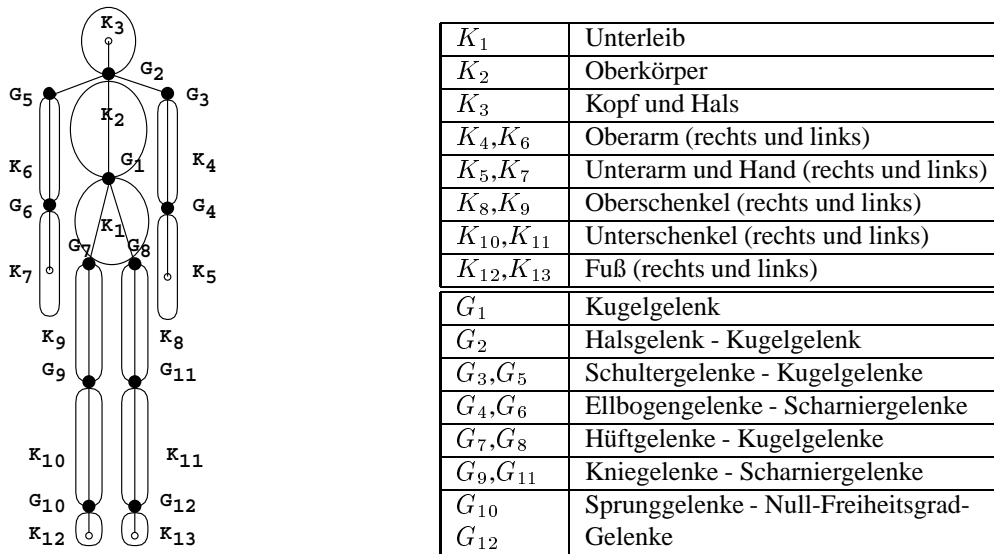 K3
G2
G5
G3
K2
K6
G1
K4
G6
G4
K1
G7
G8
K7
K5
K9
K8
G9
G11
K10
K11
G10
G12
K12
K13
K1 Unterleib
K2 Oberkörper
K3 Kopf und Hals
K4,K6 Oberarm (rechts und links)
K5,K7 Unterarm und Hand (rechts und links)
K8,K9 Oberschenkel (rechts und links)
K10,K11 Unterschenkel (rechts und links)
K12,K13 Fuß (rechts und links)
G1 Kugelgelenk
G2 Halsgelenk - Kugelgelenk
G3,G5 Schultergelenke - Kugelgelenke
G4,G6 Ellbogengelenke - Scharniergelenke
G7,G8 Hüftgelenke - Kugelgelenke
G9,G11 Kniegelenke - Scharniergelenke
G10 Sprunggelenke - Null-Freiheitsgrad-
G12 Gelenke